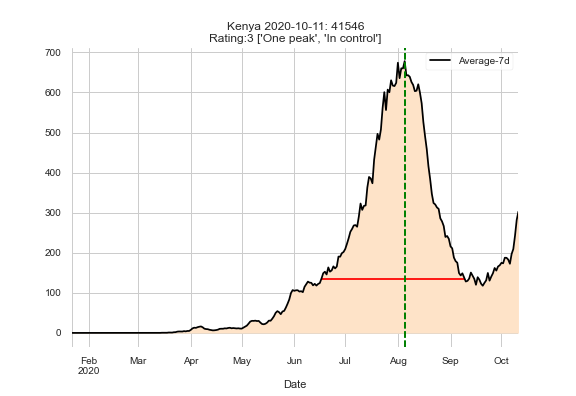 Kenya 2020-10-11: 41546
Rating:3 ['One peak', 'In control']
Average-7d
700
600
500
400
300
200
100
0
Feb Mar Apr May Jun Jul Aug Sep Oct
2020
Date